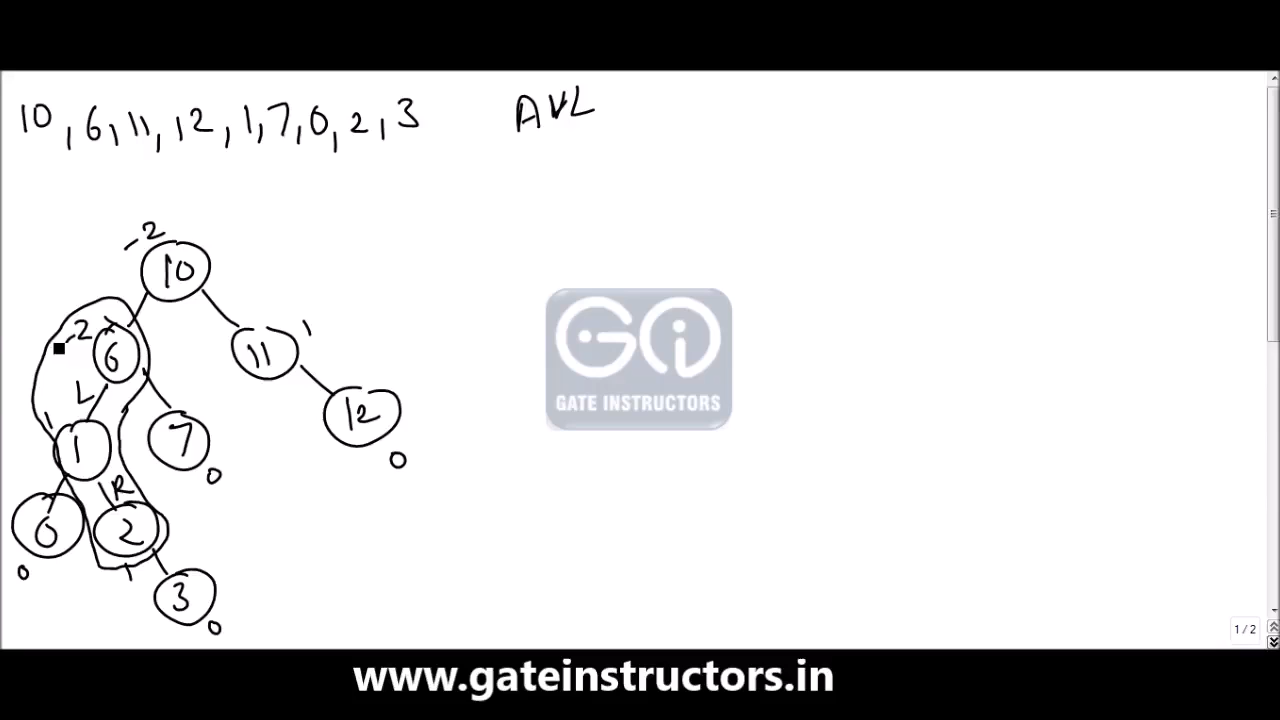 10, 6, 11, 12, 1, 7, 0, 2, 3 AVL
-2
10
-2 6 11 1
L
1 1 7 12
0 0
R
0 2
0 1
3
0
GATE INSTRUCTORS
1 / 2
www.gateinstructors.in